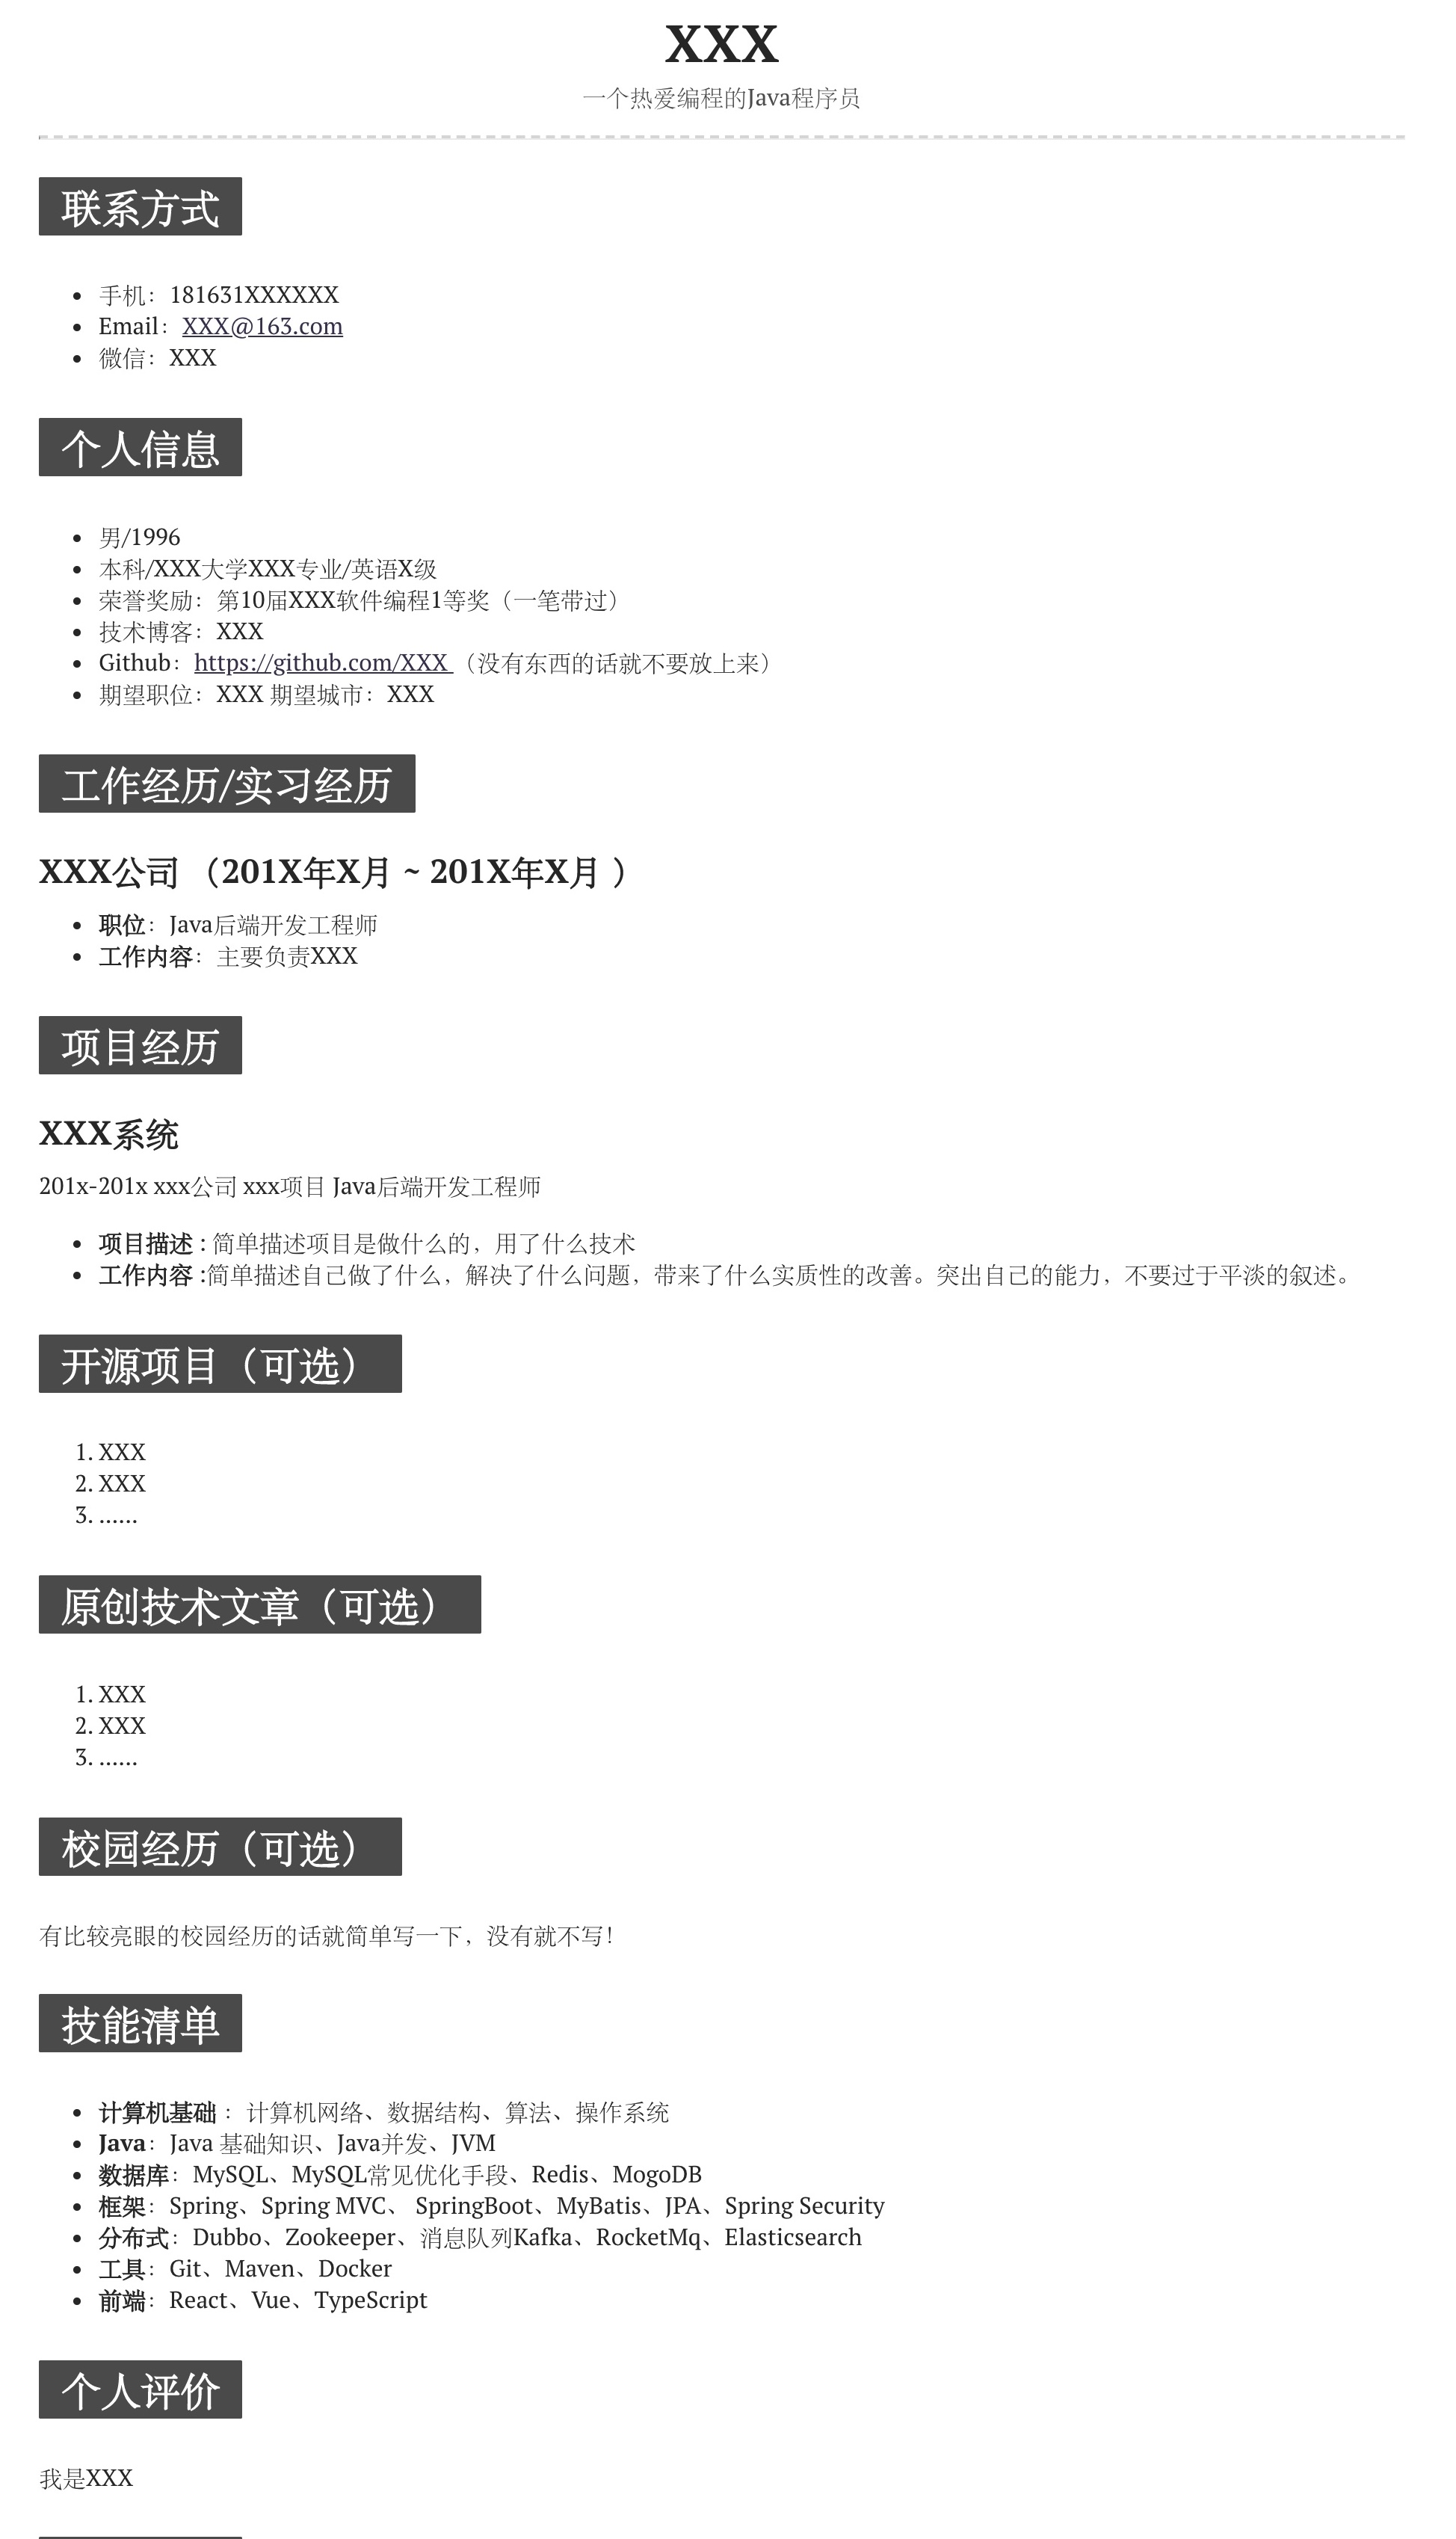 XXX
一个热爱编程的Java程序员
联系方式
手机：181631XXXXXX
Email：XXX@163.com
微信：XXX
个人信息
男/1996
本科/XXX大学XXX专业/英语X级
荣誉奖励：第10届XXX软件编程1等奖（一笔带过）
技术博客：XXX
Github：https://github.com/XXX （没有东西的话就不要放上来）
期望职位：XXX 期望城市：XXX
工作经历/实习经历
XXX公司 （201X年X月 ~ 201X年X月 ）
职位：Java后端开发工程师
工作内容：主要负责XXX
项目经历
XXX系统
201x-201x xxx公司 xxx项目 Java后端开发工程师
项目描述 : 简单描述项目是做什么的，用了什么技术
工作内容 :简单描述自己做了什么，解决了什么问题，带来了什么实质性的改善。突出自己的能力，不要过于平淡的叙述。
开源项目（可选）
1. XXX
2. XXX
3. ......
原创技术文章（可选）
1. XXX
2. XXX
3. ......
校园经历（可选）
有比较亮眼的校园经历的话就简单写一下，没有就不写！
技能清单
计算机基础 ：计算机网络、数据结构、算法、操作系统
Java：Java 基础知识、Java并发、JVM
数据库：MySQL、MySQL常见优化手段、Redis、MogoDB
框架：Spring、Spring MVC、 SpringBoot、MyBatis、JPA、Spring Security
分布式：Dubbo、Zookeeper、消息队列Kafka、RocketMq、Elasticsearch
工具：Git、Maven、Docker
前端：React、Vue、TypeScript
个人评价
我是XXX